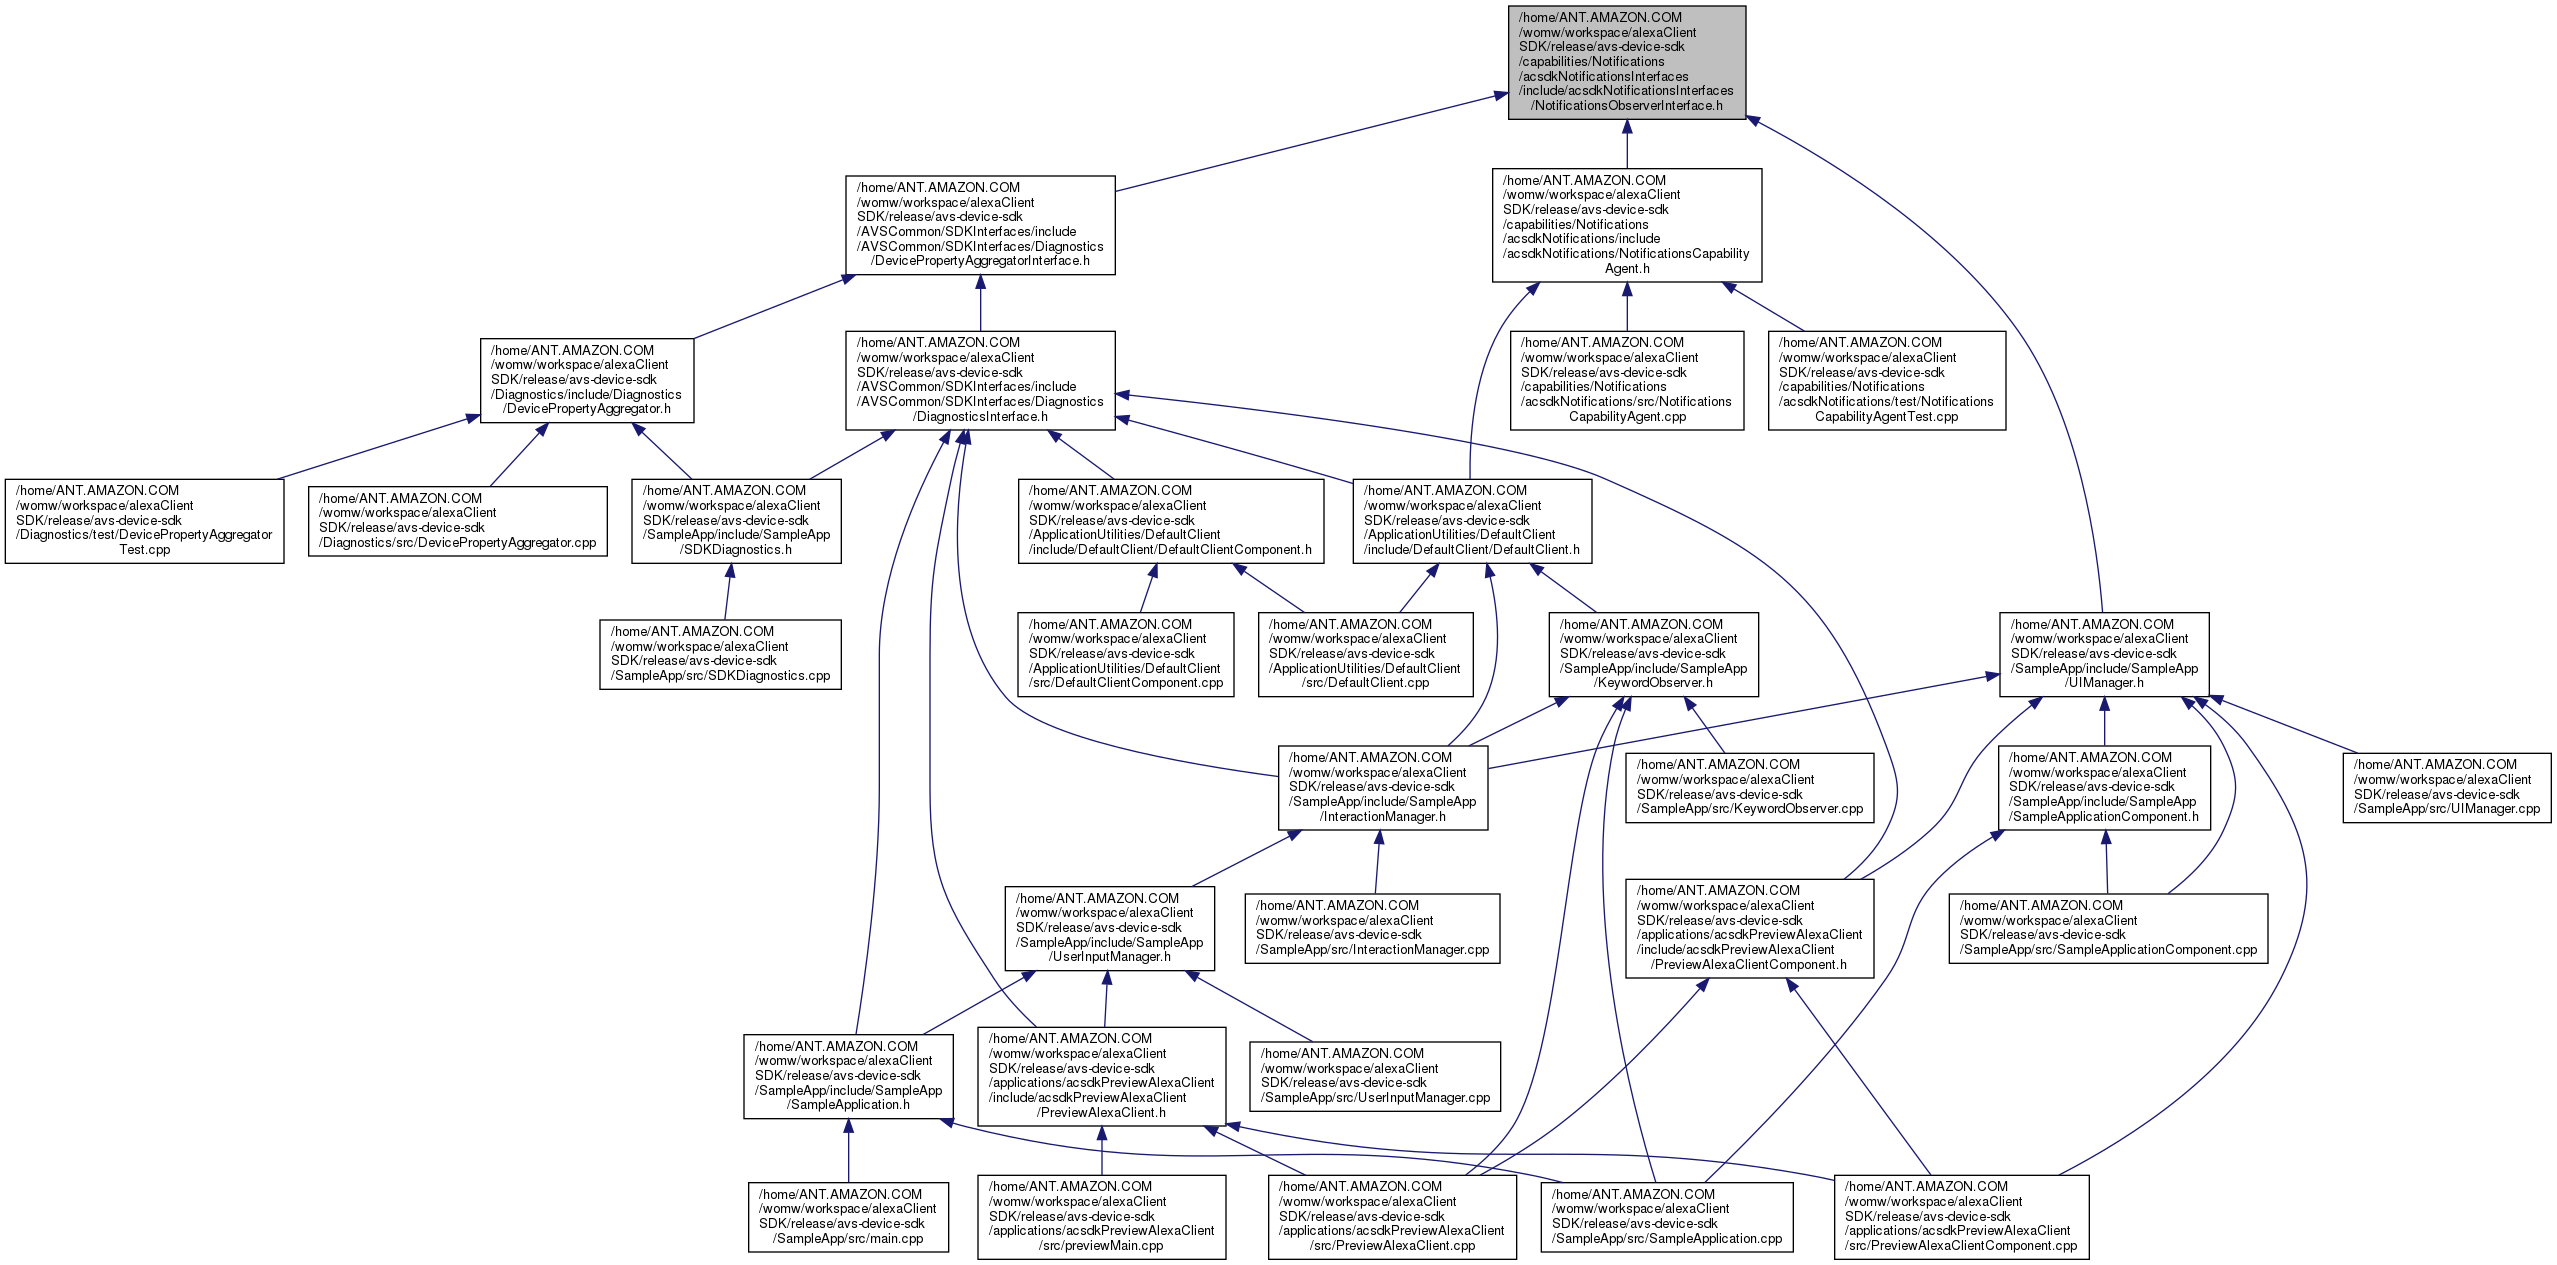 /home/ANT.AMAZON.COM
/womw/workspace/alexaClient
SDK/release/avs-device-sdk
/capabilities/Notifications
/acsdkNotificationsInterfaces
/include/acsdkNotificationsInterfaces
/NotificationsObserverInterface.h
/home/ANT.AMAZON.COM
/womw/workspace/alexaClient
SDK/release/avs-device-sdk
/AVSCommon/SDKInterfaces/include
/AVSCommon/SDKInterfaces/Diagnostics
/DevicePropertyAggregatorInterface.h
/home/ANT.AMAZON.COM
/womw/workspace/alexaClient
SDK/release/avs-device-sdk
/capabilities/Notifications
/acsdkNotifications/include
/acsdkNotifications/NotificationsCapability
Agent.h
/home/ANT.AMAZON.COM
/womw/workspace/alexaClient
SDK/release/avs-device-sdk
/Diagnostics/include/Diagnostics
/DevicePropertyAggregator.h
/home/ANT.AMAZON.COM
/womw/workspace/alexaClient
SDK/release/avs-device-sdk
/AVSCommon/SDKInterfaces/include
/AVSCommon/SDKInterfaces/Diagnostics
/DiagnosticsInterface.h
/home/ANT.AMAZON.COM
/womw/workspace/alexaClient
SDK/release/avs-device-sdk
/capabilities/Notifications
/acsdkNotifications/src/Notifications
CapabilityAgent.cpp
/home/ANT.AMAZON.COM
/womw/workspace/alexaClient
SDK/release/avs-device-sdk
/capabilities/Notifications
/acsdkNotifications/test/Notifications
CapabilityAgentTest.cpp
/home/ANT.AMAZON.COM
/womw/workspace/alexaClient
SDK/release/avs-device-sdk
/Diagnostics/test/DevicePropertyAggregator
Test.cpp
/home/ANT.AMAZON.COM
/womw/workspace/alexaClient
SDK/release/avs-device-sdk
/Diagnostics/src/DevicePropertyAggregator.cpp
/home/ANT.AMAZON.COM
/womw/workspace/alexaClient
SDK/release/avs-device-sdk
/SampleApp/include/SampleApp
/SDKDiagnostics.h
/home/ANT.AMAZON.COM
/womw/workspace/alexaClient
SDK/release/avs-device-sdk
/ApplicationUtilities/DefaultClient
/include/DefaultClient/DefaultClientComponent.h
/home/ANT.AMAZON.COM
/womw/workspace/alexaClient
SDK/release/avs-device-sdk
/ApplicationUtilities/DefaultClient
/include/DefaultClient/DefaultClient.h
/home/ANT.AMAZON.COM
/womw/workspace/alexaClient
SDK/release/avs-device-sdk
/SampleApp/src/SDKDiagnostics.cpp
/home/ANT.AMAZON.COM
/womw/workspace/alexaClient
SDK/release/avs-device-sdk
/ApplicationUtilities/DefaultClient
/src/DefaultClientComponent.cpp
/home/ANT.AMAZON.COM
/womw/workspace/alexaClient
SDK/release/avs-device-sdk
/ApplicationUtilities/DefaultClient
/src/DefaultClient.cpp
/home/ANT.AMAZON.COM
/womw/workspace/alexaClient
SDK/release/avs-device-sdk
/SampleApp/include/SampleApp
/KeywordObserver.h
/home/ANT.AMAZON.COM
/womw/workspace/alexaClient
SDK/release/avs-device-sdk
/SampleApp/include/SampleApp
/UIManager.h
/home/ANT.AMAZON.COM
/womw/workspace/alexaClient
SDK/release/avs-device-sdk
/SampleApp/include/SampleApp
/InteractionManager.h
/home/ANT.AMAZON.COM
/womw/workspace/alexaClient
SDK/release/avs-device-sdk
/SampleApp/src/KeywordObserver.cpp
/home/ANT.AMAZON.COM
/womw/workspace/alexaClient
SDK/release/avs-device-sdk
/SampleApp/include/SampleApp
/SampleApplicationComponent.h
/home/ANT.AMAZON.COM
/womw/workspace/alexaClient
SDK/release/avs-device-sdk
/SampleApp/src/UIManager.cpp
/home/ANT.AMAZON.COM
/womw/workspace/alexaClient
SDK/release/avs-device-sdk
/SampleApp/include/SampleApp
/UserInputManager.h
/home/ANT.AMAZON.COM
/womw/workspace/alexaClient
SDK/release/avs-device-sdk
/SampleApp/src/InteractionManager.cpp
/home/ANT.AMAZON.COM
/womw/workspace/alexaClient
SDK/release/avs-device-sdk
/applications/acsdkPreviewAlexaClient
/include/acsdkPreviewAlexaClient
/PreviewAlexaClientComponent.h
/home/ANT.AMAZON.COM
/womw/workspace/alexaClient
SDK/release/avs-device-sdk
/SampleApp/src/SampleApplicationComponent.cpp
/home/ANT.AMAZON.COM
/womw/workspace/alexaClient
SDK/release/avs-device-sdk
/SampleApp/include/SampleApp
/SampleApplication.h
/home/ANT.AMAZON.COM
/womw/workspace/alexaClient
SDK/release/avs-device-sdk
/applications/acsdkPreviewAlexaClient
/include/acsdkPreviewAlexaClient
/PreviewAlexaClient.h
/home/ANT.AMAZON.COM
/womw/workspace/alexaClient
SDK/release/avs-device-sdk
/SampleApp/src/UserInputManager.cpp
/home/ANT.AMAZON.COM
/womw/workspace/alexaClient
SDK/release/avs-device-sdk
/SampleApp/src/main.cpp
/home/ANT.AMAZON.COM
/womw/workspace/alexaClient
SDK/release/avs-device-sdk
/applications/acsdkPreviewAlexaClient
/src/previewMain.cpp
/home/ANT.AMAZON.COM
/womw/workspace/alexaClient
SDK/release/avs-device-sdk
/applications/acsdkPreviewAlexaClient
/src/PreviewAlexaClient.cpp
/home/ANT.AMAZON.COM
/womw/workspace/alexaClient
SDK/release/avs-device-sdk
/SampleApp/src/SampleApplication.cpp
/home/ANT.AMAZON.COM
/womw/workspace/alexaClient
SDK/release/avs-device-sdk
/applications/acsdkPreviewAlexaClient
/src/PreviewAlexaClientComponent.cpp